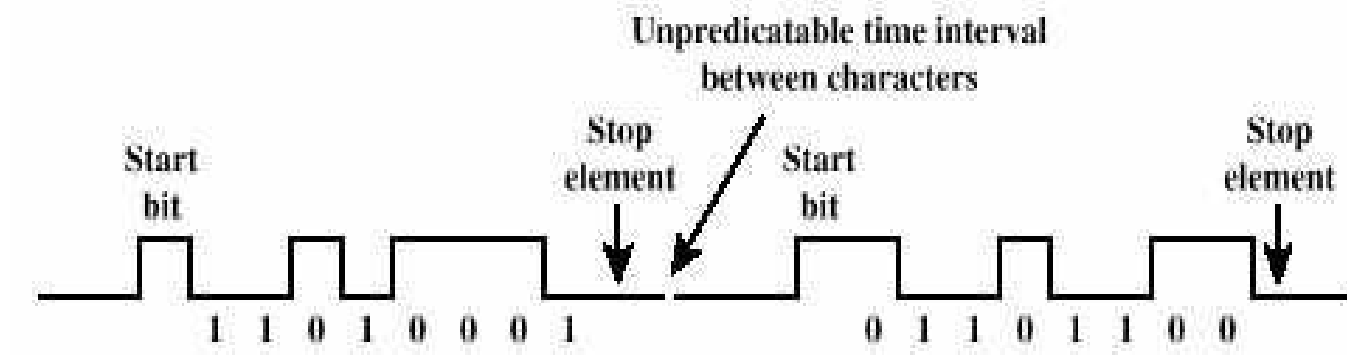 Unpredicatable time interval
between characters
Stop
element
Start
bit
Start
bit
Stop
element
1 1 0 1 0 0 0 1
0 1 1 0 1 1 0 0